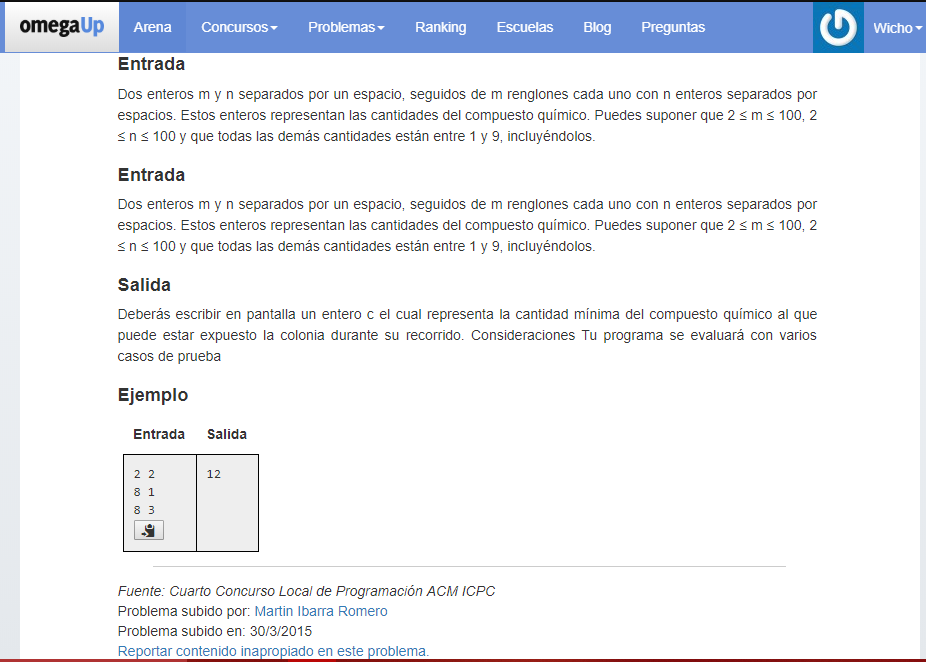 omegaUp Arena Concursos Problemas Ranking Escuelas Blog Preguntas Wicho
Entrada
Dos enteros m y n separados por un espacio, seguidos de m renglones cada uno con n enteros separados por
espacios. Estos enteros representan las cantidades del compuesto químico. Puedes suponer que 2 ≤ m ≤ 100, 2
≤ n ≤ 100 y que todas las demás cantidades están entre 1 y 9, incluyéndolos.
Entrada
Dos enteros m y n separados por un espacio, seguidos de m renglones cada uno con n enteros separados por
espacios. Estos enteros representan las cantidades del compuesto químico. Puedes suponer que 2 ≤ m ≤ 100, 2
≤ n ≤ 100 y que todas las demás cantidades están entre 1 y 9, incluyéndolos.
Salida
Deberás escribir en pantalla un entero c el cual representa la cantidad mínima del compuesto químico al que
puede estar expuesto la colonia durante su recorrido. Consideraciones Tu programa se evaluará con varios
casos de prueba
Ejemplo
Entrada Salida
2 2 12
8 1
8 3
Fuente: Cuarto Concurso Local de Programación ACM ICPC
Problema subido por: Martin Ibarra Romero
Problema subido en: 30/3/2015
Reportar contenido inapropiado en este problema.